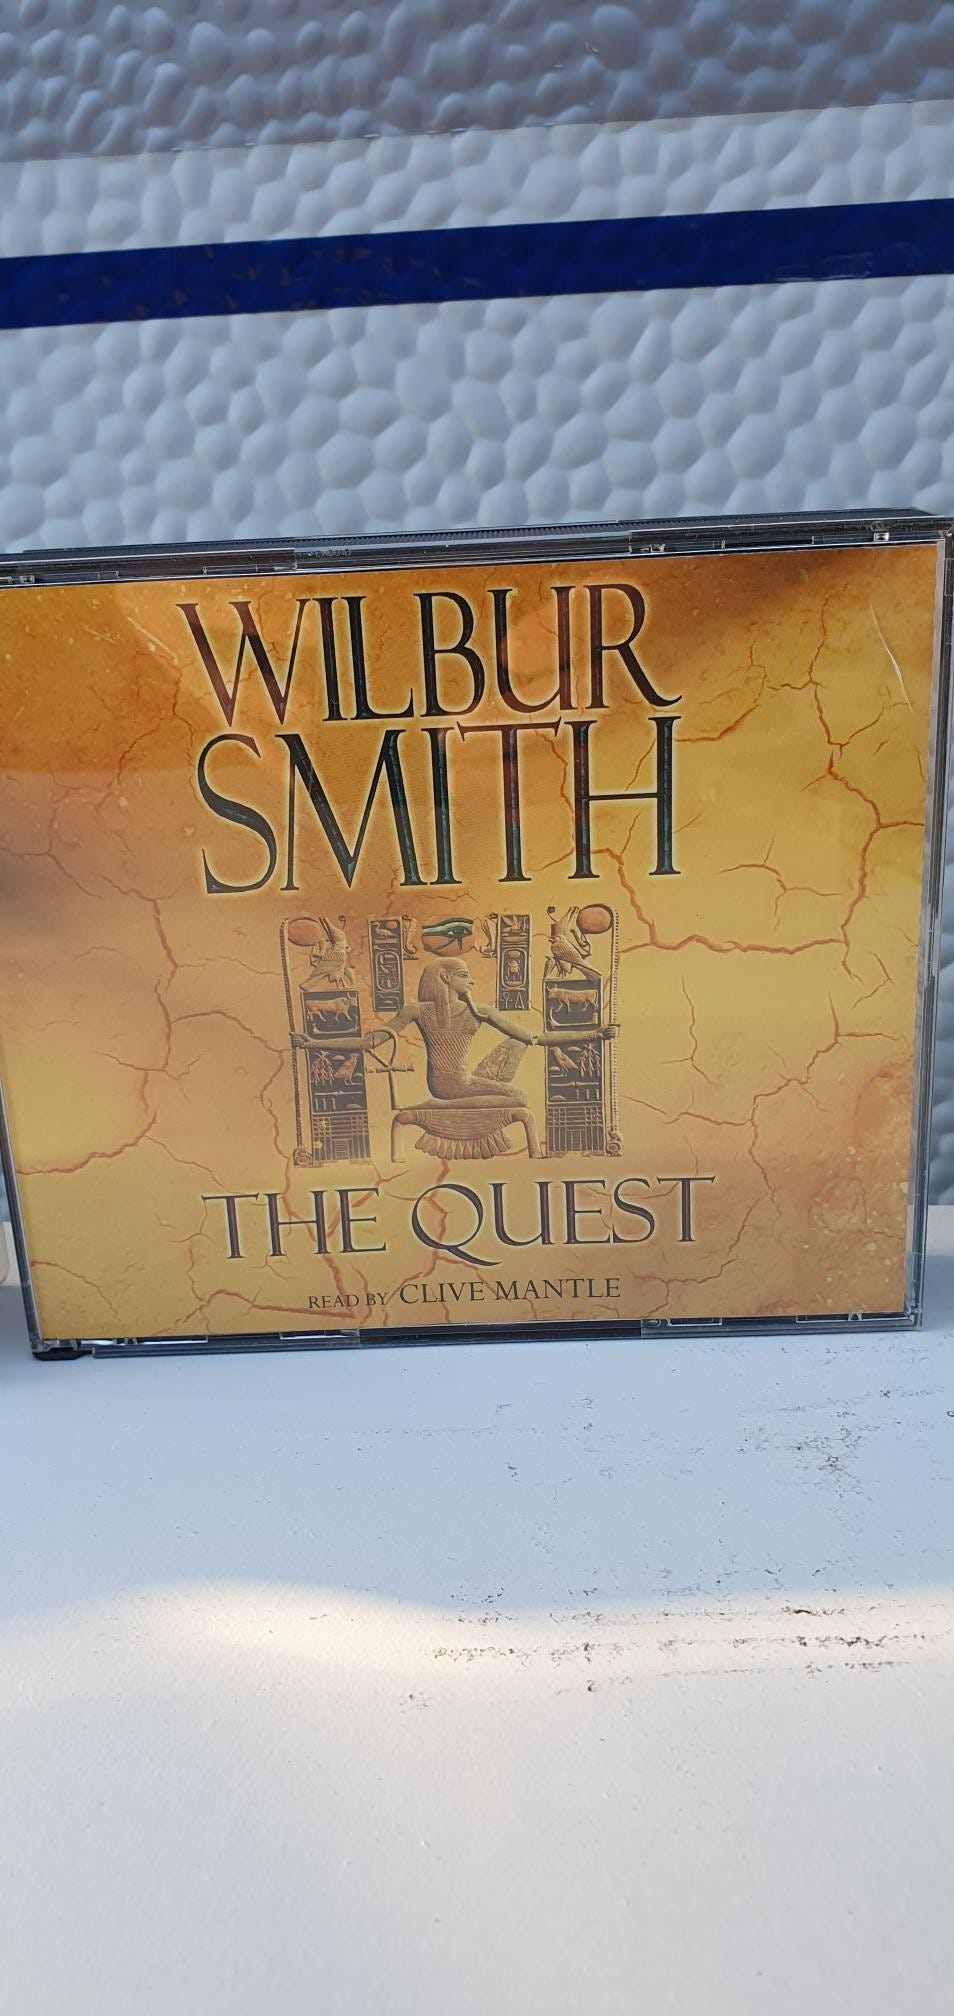 WILBUR
SMITH
THE QUEST
READ BY CLIVE MANTLE